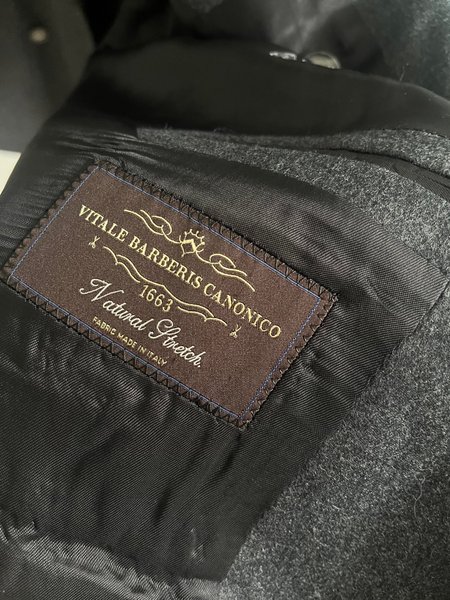 VITALE BARBERIS CANONICO
1663
Natural Stretch.
FABRIC MADE IN ITALY